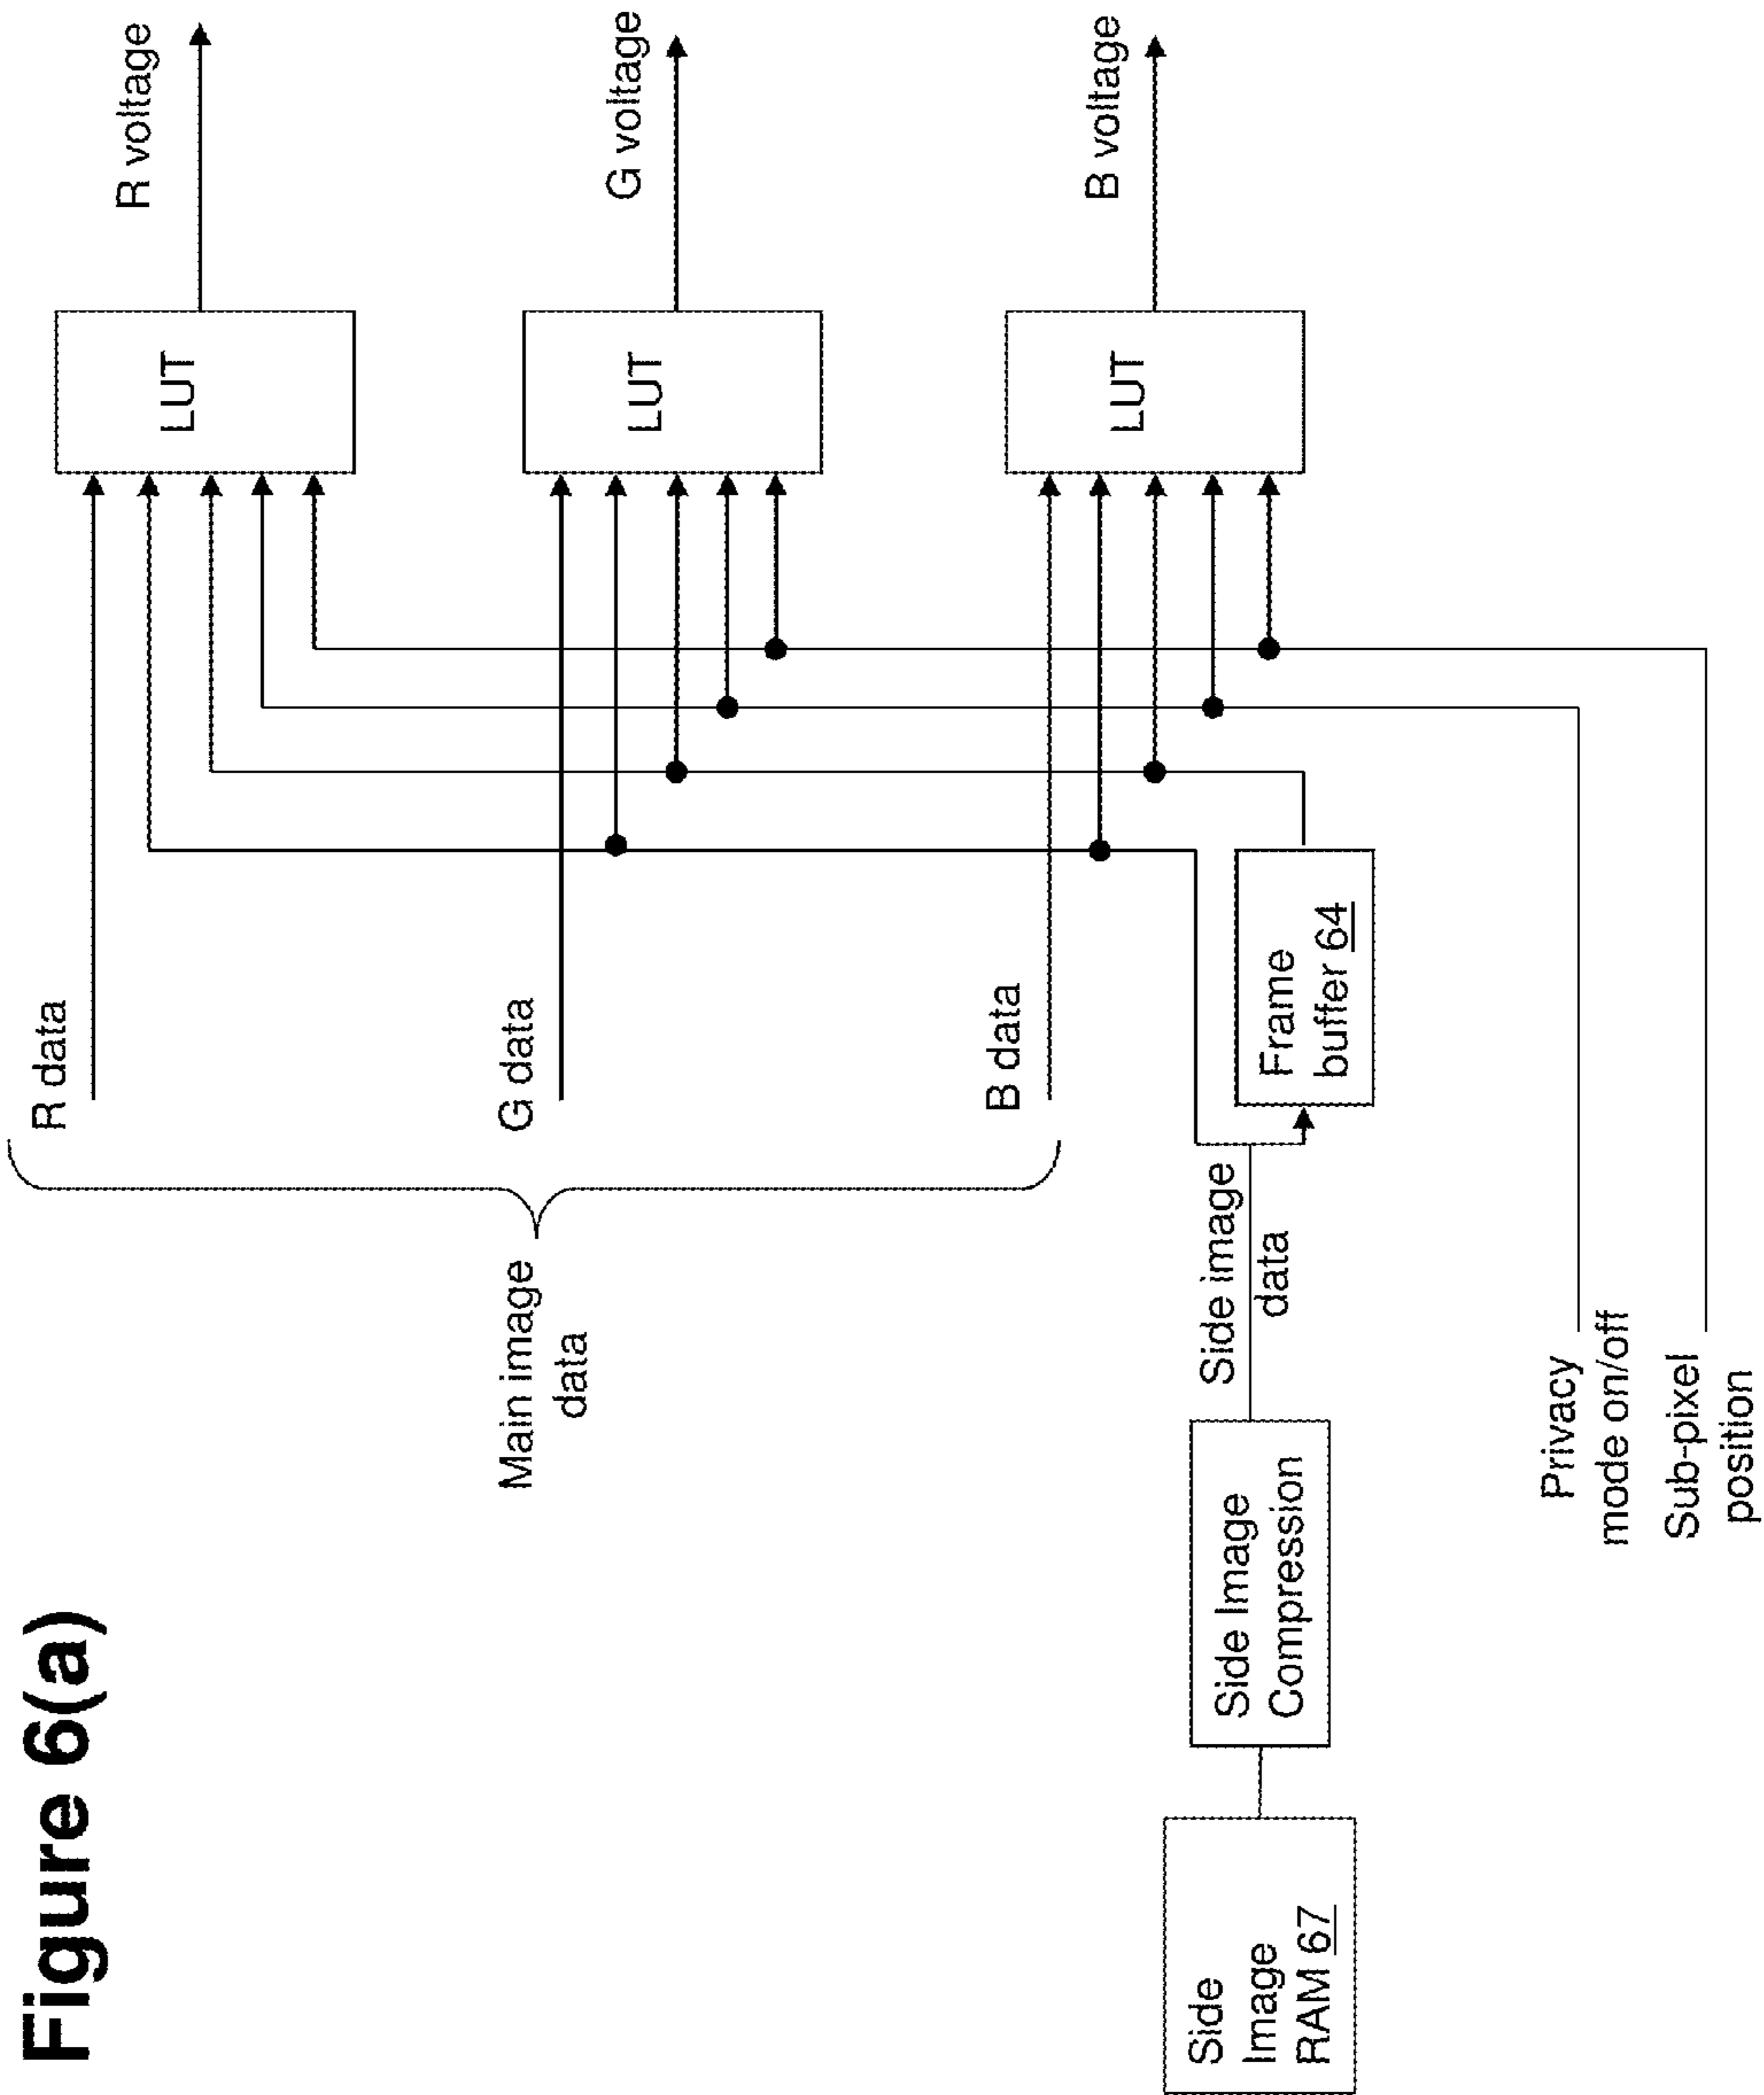 Figure 6(a)
R data
G data
B data
Main image
data
LUT
LUT
LUT
R voltage
G voltage
B voltage
Side
Image
RAM 67
Side Image
Compression
Side image
data
Frame
buffer 64
Privacy
mode on/off
Sub-pixel
position